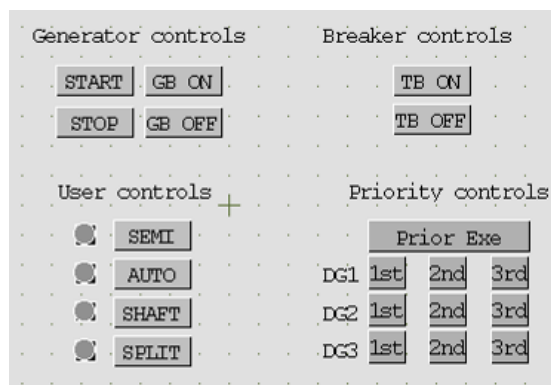 Generator controls
START GB ON
STOP GB OFF
Breaker controls
TB ON
TB OFF
User controls
SEMI
AUTO
SHAFT
SPLIT
Priority controls
Prior Exe
DG1 1st 2nd 3rd
DG2 1st 2nd 3rd
DG3 1st 2nd 3rd